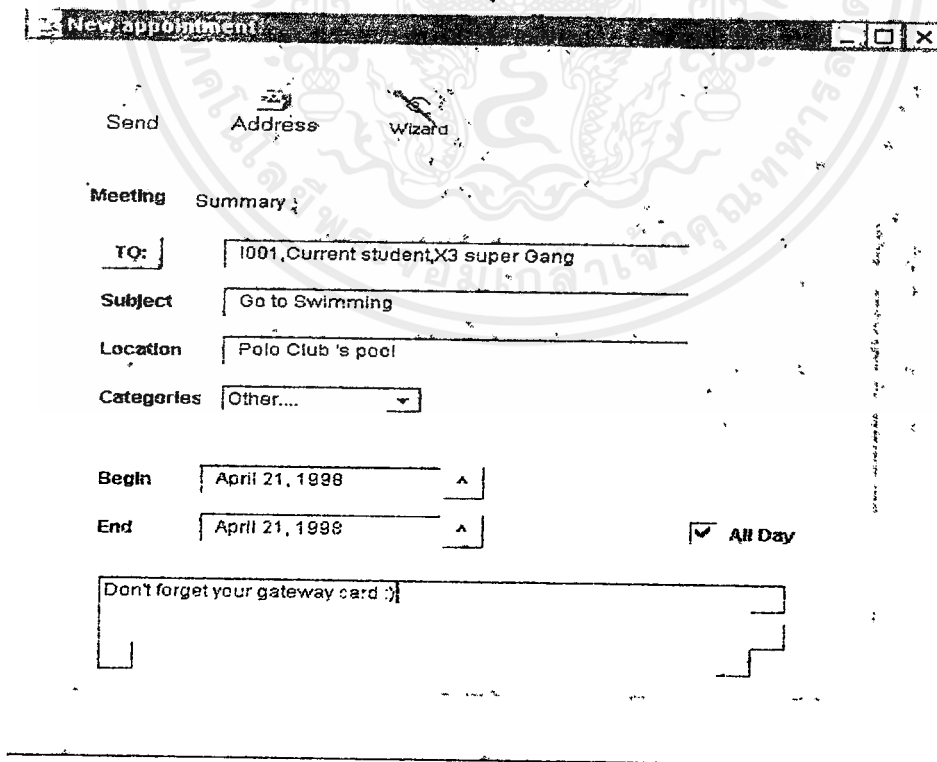 New appointment
Send Address Wizard
Meeting Summary
TO: I001,Current student,X3 super Gang
Subject Go to Swimming
Location Polo Club 's pool
Categories Other....
Begin April 21, 1998
End April 21, 1998 All Day
Don't forget your gateway card :)